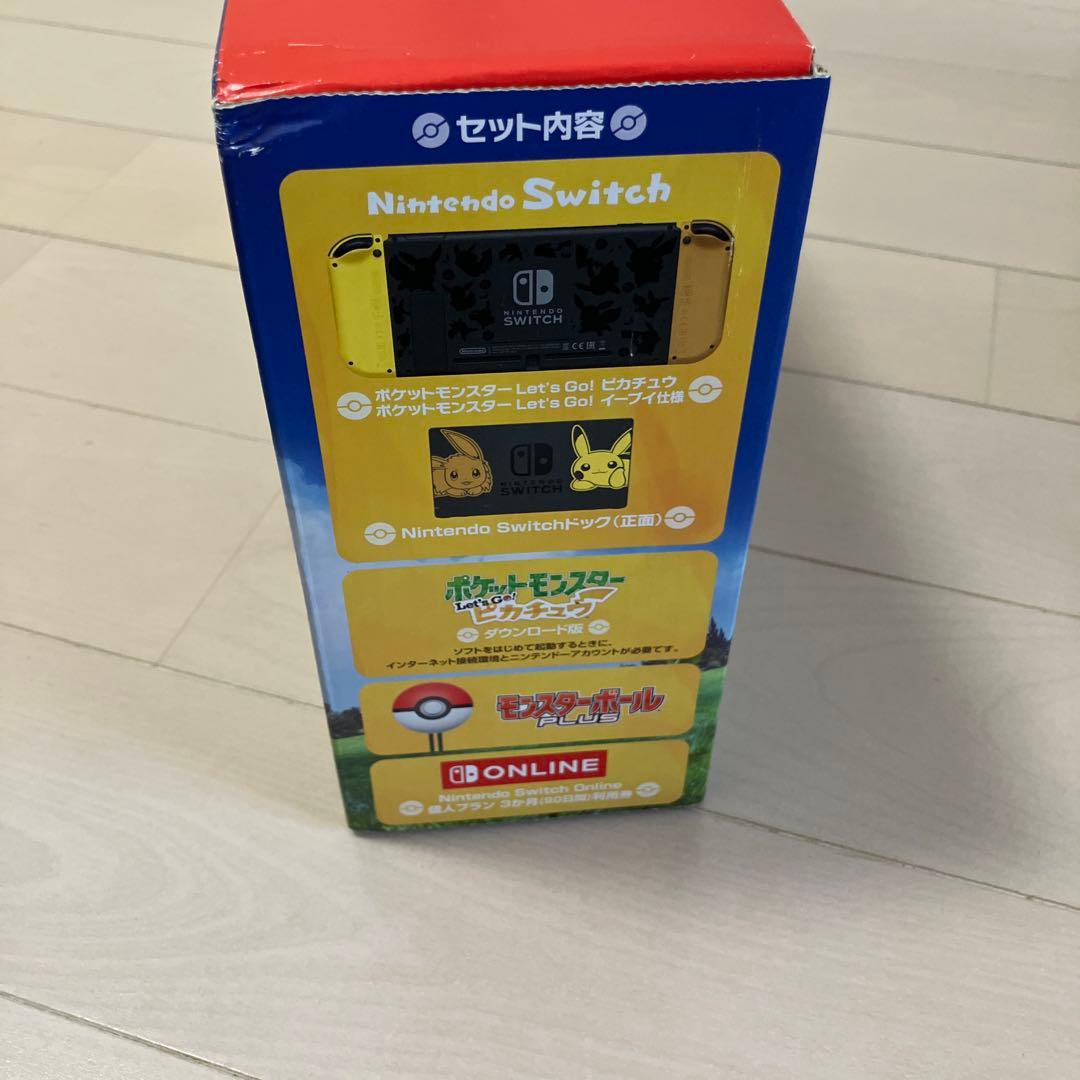 セット内容
Nintendo Switch
NINTENDO
SWITCH
Nintendo
ポケットモンスター Let's Go! ピカチュウ
ポケットモンスター Let's Go! イーブイ仕様
NINTENDO
SWITCH
Nintendo Switchドック(正面)
ポケットモンスター
Let's Go!
ピカチュウ
ダウンロード版
ソフトをはじめて起動するときに、
インターネット接続環境とニンテンドーアカウントが必要です。
モンスターボール
PLUS
ONLINE
Nintendo Switch Online
個人プラン 3か月(90日間)利用券